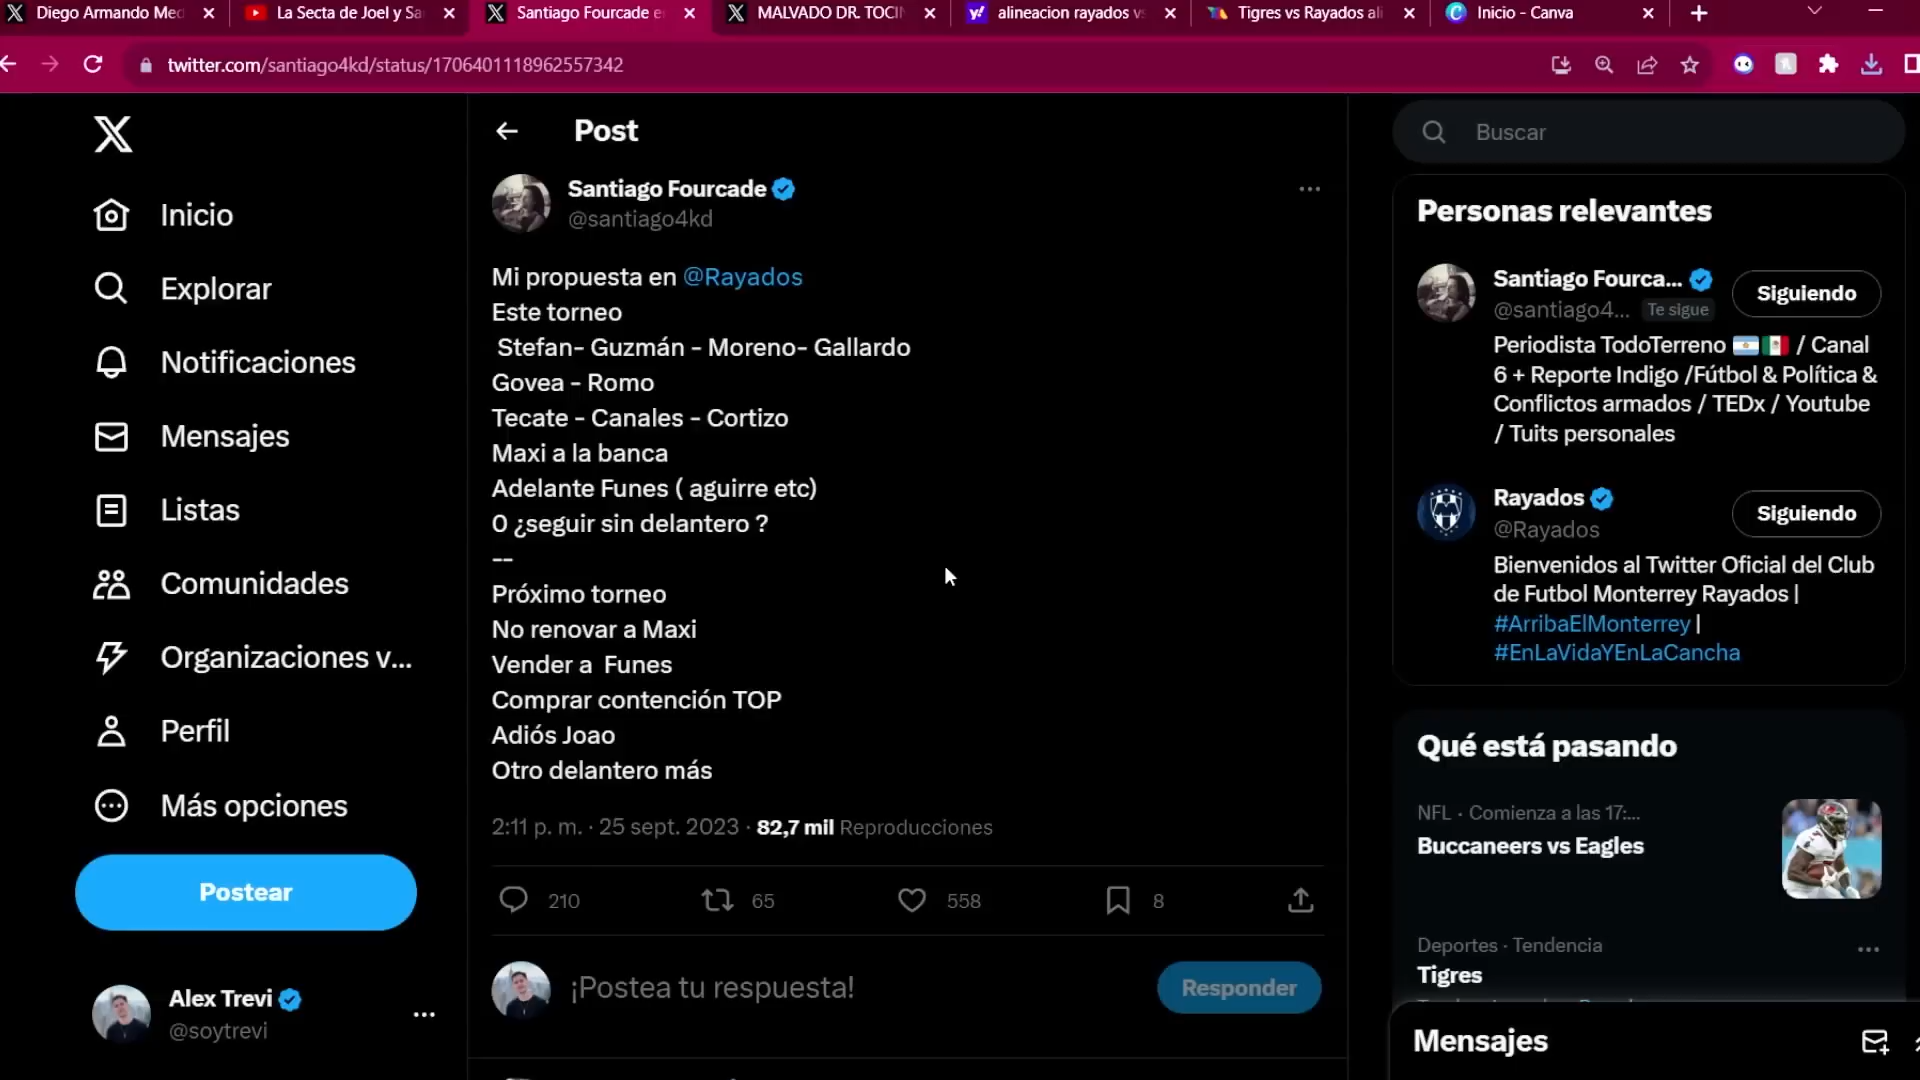 Diego Armando Med
La Secta de Joel y Sa
Santiago Fourcade e
MALVADO DR. TOCI
alineacion rayados vs
Tigres vs Rayados ali
Inicio - Canva
twitter.com/santiago4kd/status/1706401118962557342
Inicio
Explorar
Notificaciones
Mensajes
Listas
Comunidades
Organizaciones v...
Perfil
Más opciones
Postear
Alex Trevi
@soytrevi
Post
Santiago Fourcade
@santiago4kd
Mi propuesta en @Rayados
Este torneo
Stefan- Guzmán - Moreno- Gallardo
Govea - Romo
Tecate - Canales - Cortizo
Maxi a la banca
Adelante Funes ( aguirre etc)
0 ¿seguir sin delantero ?
--
Próximo torneo
No renovar a Maxi
Vender a Funes
Comprar contención TOP
Adiós Joao
Otro delantero más
2:11 p. m. · 25 sept. 2023 · 82,7 mil Reproducciones
210 65 558 8
¡Postea tu respuesta!
Responder
Buscar
Personas relevantes
Santiago Fourca...
@santiago4... Te sigue
Siguiendo
Periodista TodoTerreno / Canal
6 + Reporte Indigo /Fútbol & Política &
Conflictos armados / TEDx / Youtube
/ Tuits personales
Rayados
@Rayados
Siguiendo
Bienvenidos al Twitter Oficial del Club
de Futbol Monterrey Rayados |
#ArribaElMonterrey |
#EnLaVidaYEnLaCancha
Qué está pasando
NFL · Comienza a las 17:...
Buccaneers vs Eagles
Deportes · Tendencia
Tigres
Mensajes